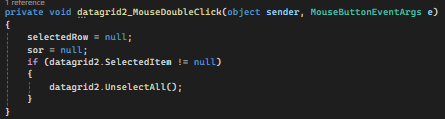 1 reference
private void datagrid2_MouseDoubleClick(object sender, MouseButtonEventArgs e)
{
selectedRow = null;
sor = null;
if (datagrid2.SelectedItem != null)
{
datagrid2.UnselectAll();
}
}